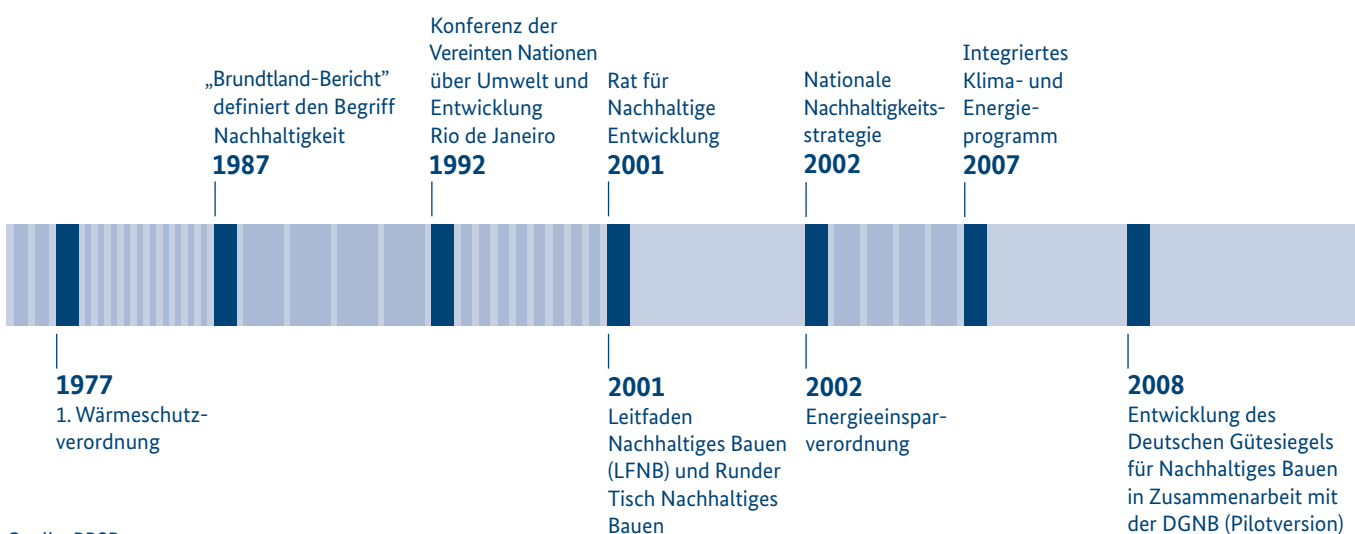 „Brundtland-Bericht”
definiert den Begriff
Nachhaltigkeit
1987
Konferenz der
Vereinten Nationen
über Umwelt und
Entwicklung
Rio de Janeiro
1992
Rat für
Nachhaltige
Entwicklung
2001
Nationale
Nachhaltigkeits-
strategie
2002
Integriertes
Klima- und
Energie-
programm
2007
1977
1. Wärmeschutz-
verordnung
2001
Leitfaden
Nachhaltiges Bauen
(LFNB) und Runder
Tisch Nachhaltiges
Bauen
2002
Energieeinspar-
verordnung
2008
Entwicklung des
Deutschen Gütesiegels
für Nachhaltiges Bauen
in Zusammenarbeit mit
der DGNB (Pilotversion)